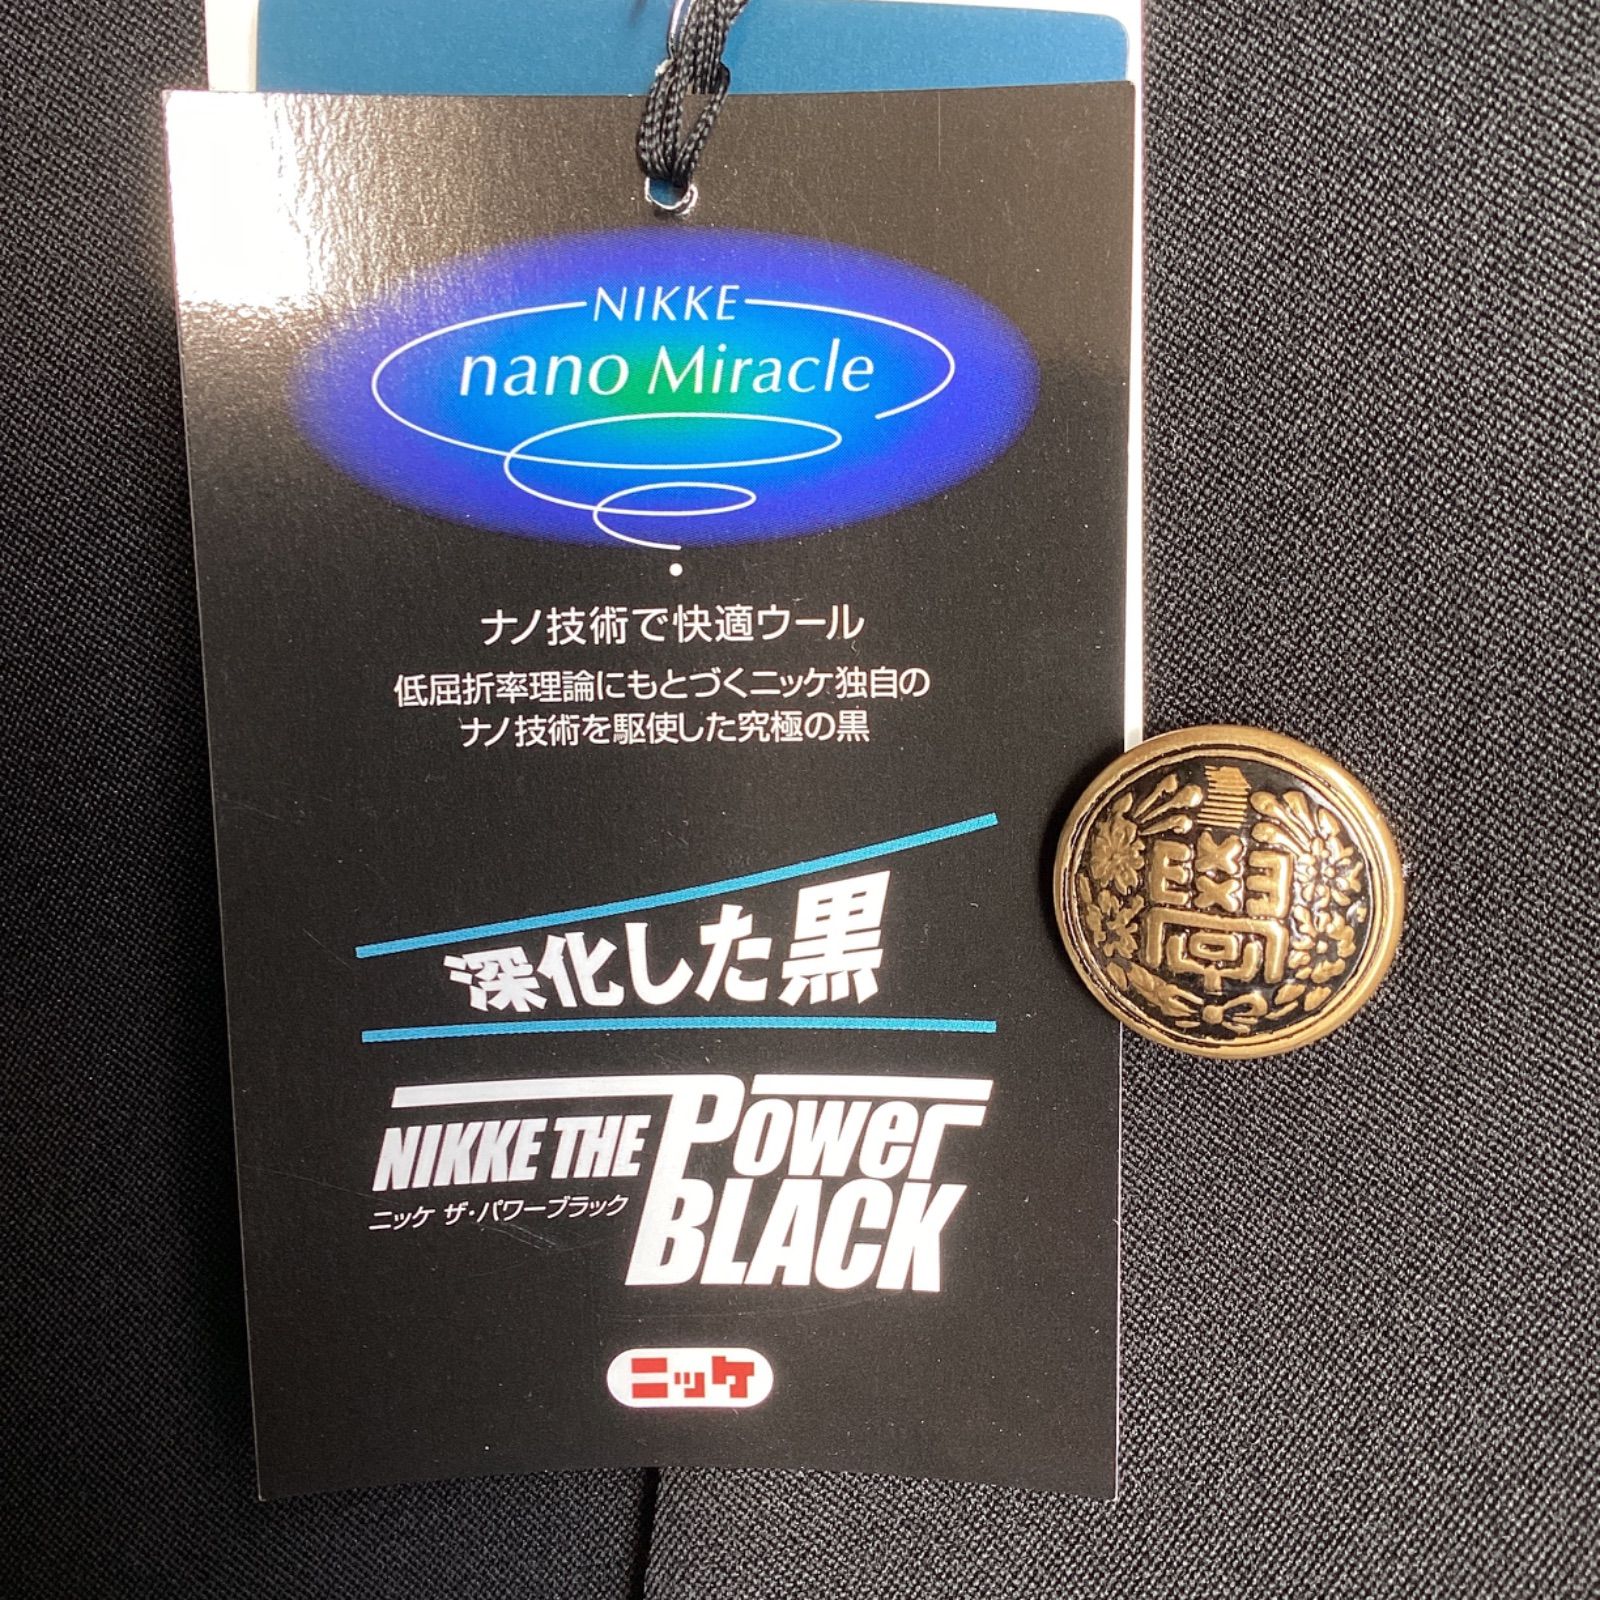 NIKKE
nano Miracle
ナノ技術で快適ウール
低屈折率理論にもとづくニッケ独自の
ナノ技術を駆使した究極の黒
深化した黒
NIKKE THE Power
BLACK
ニッケ ザ・パワーブラック
ニッケ
學